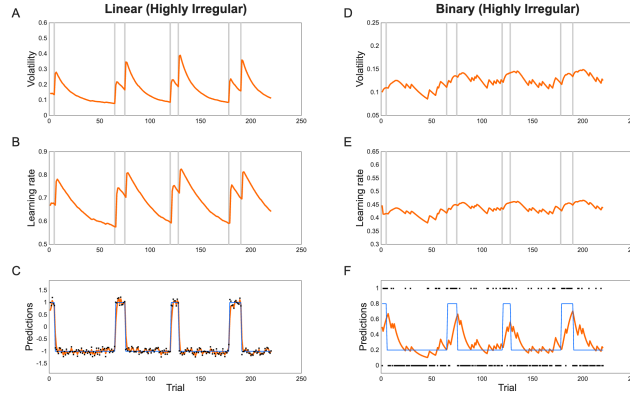 Linear (Highly Irregular)
A
Volatility
0.6
0.5
0.4
0.3
0.2
0.1
0
0 50 100 150 200 250
B
Learning rate
0.9
0.8
0.7
0.6
0.5
0 50 100 150 200 250
C
Predictions
1.5
1
0.5
0
-0.5
-1
-1.5
0 50 100 150 200 250
Trial
Binary (Highly Irregular)
D
Volatility
0.25
0.2
0.15
0.1
0.05
0 50 100 150 200
E
Learning rate
0.65
0.6
0.55
0.5
0.45
0.4
0.35
0.3
0 50 100 150 200
F
Predictions
1
0.8
0.6
0.4
0.2
0
0 50 100 150 200
Trial